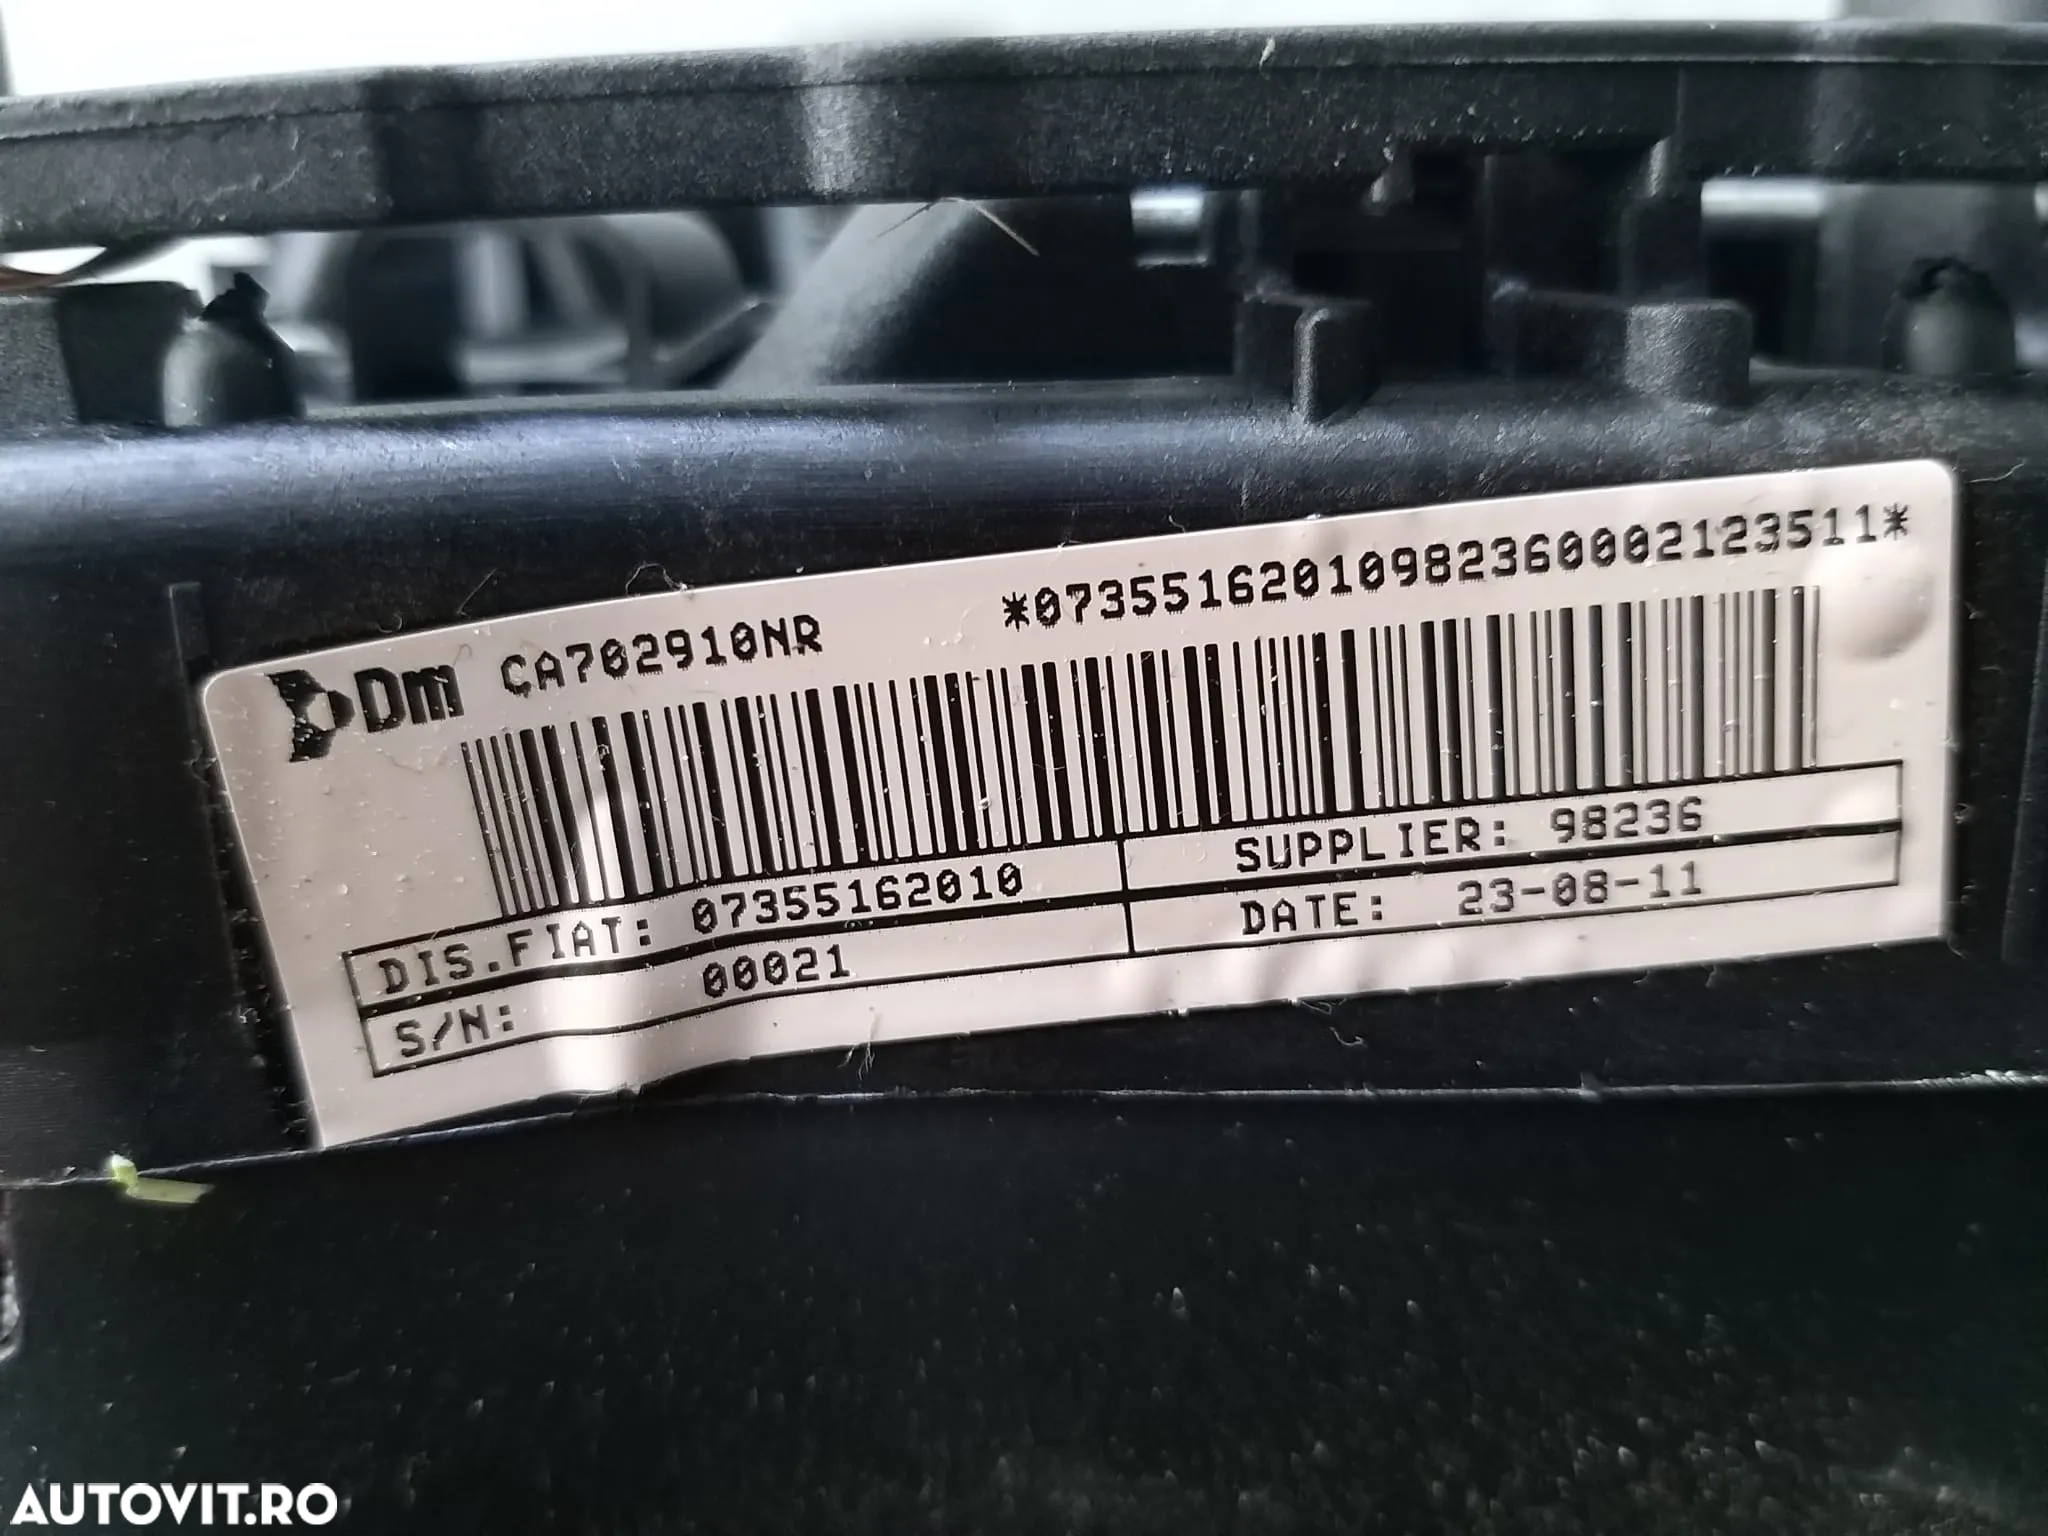 Dm CA702910NR *07355162010982360002123511*
DIS.FIAT: 07355162010 SUPPLIER: 98236
S/N: 00021 DATE: 23-08-11
AUTOVIT.RO